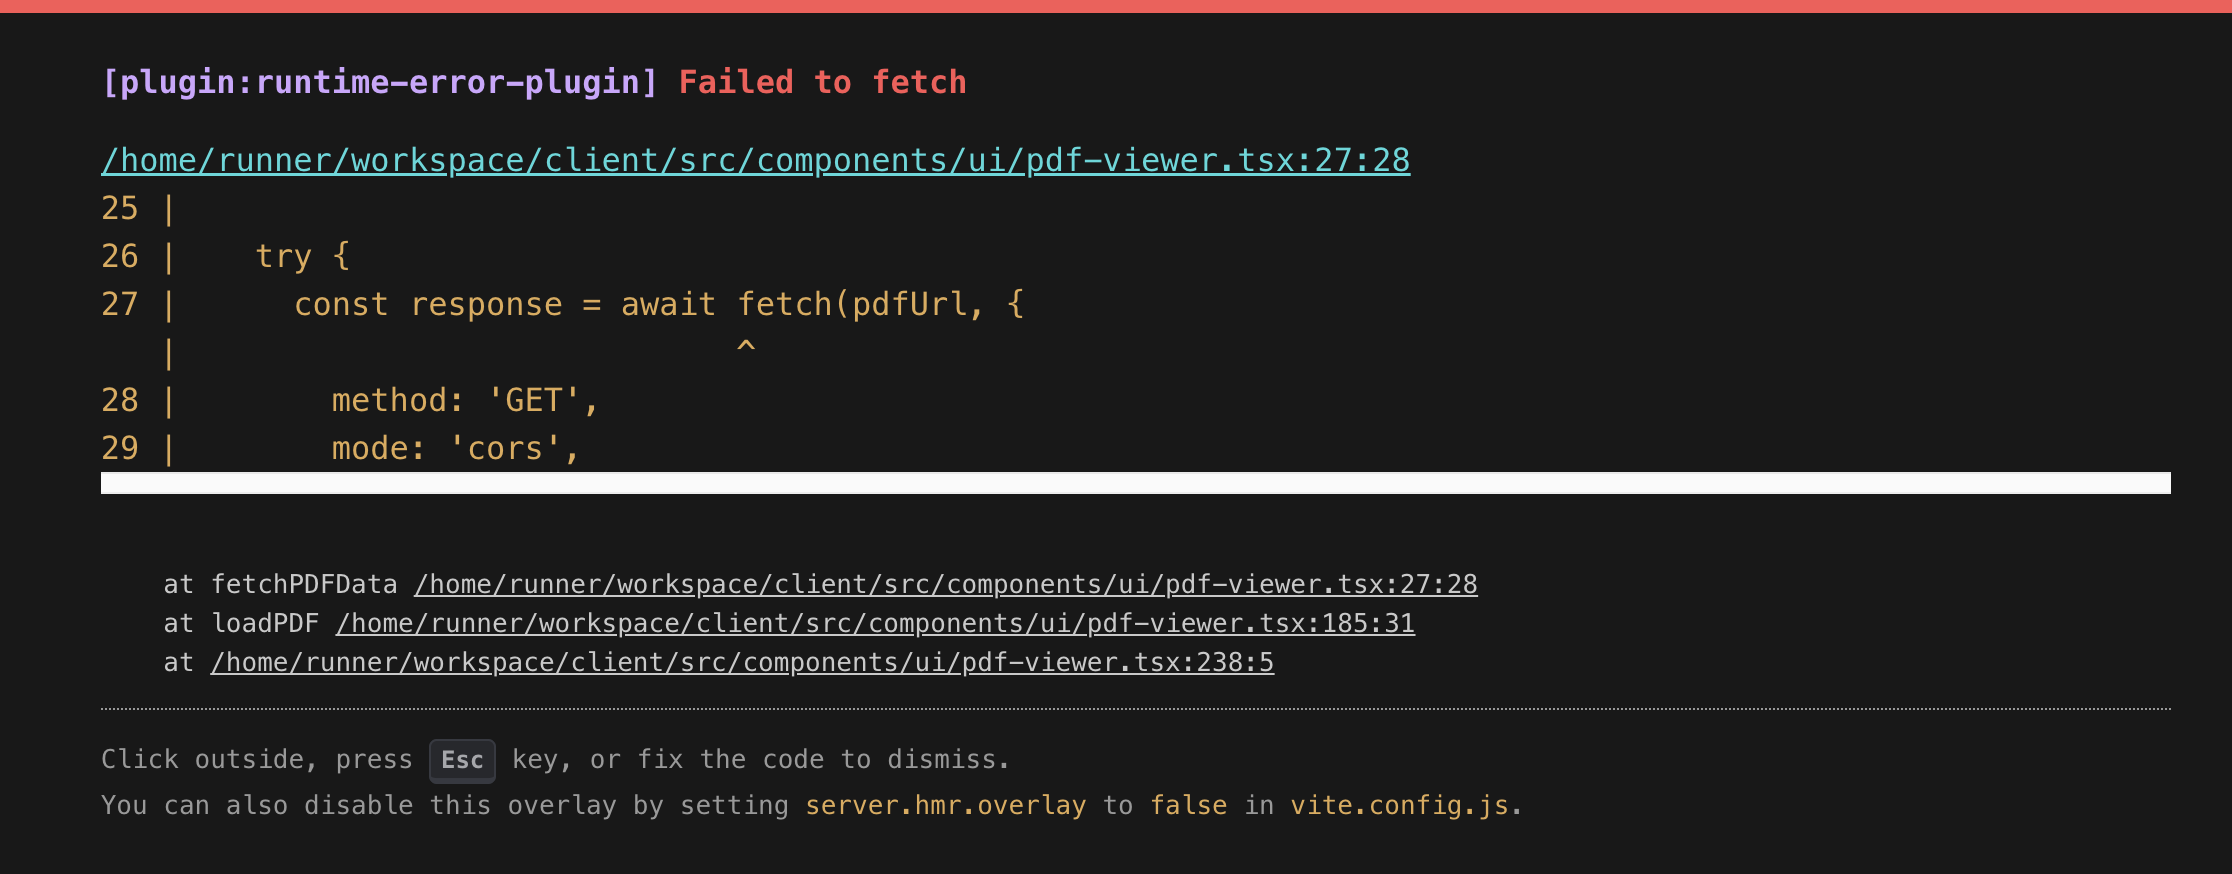 [plugin:runtime-error-plugin] Failed to fetch
/home/runner/workspace/client/src/components/ui/pdf-viewer.tsx:27:28
25 |
26 |    try {
27 |      const response = await fetch(pdfUrl, {
   |                             ^
28 |        method: 'GET',
29 |        mode: 'cors',
at fetchPDFData /home/runner/workspace/client/src/components/ui/pdf-viewer.tsx:27:28
at loadPDF /home/runner/workspace/client/src/components/ui/pdf-viewer.tsx:185:31
at /home/runner/workspace/client/src/components/ui/pdf-viewer.tsx:238:5
Click outside, press Esc key, or fix the code to dismiss.
You can also disable this overlay by setting server.hmr.overlay to false in vite.config.js.